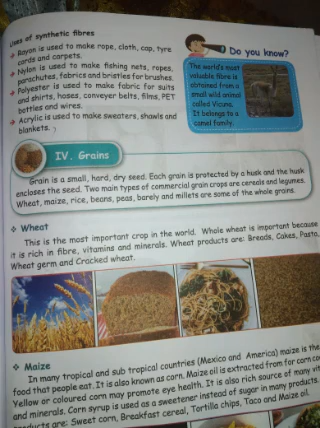 Uses of synthetic fibres
Rayon is used to make rope, cloth, cap, tyre
cords and carpets.
Nylon is used to make fishing nets, ropes,
parachutes, fabrics and bristles for brushes.
Polyester is used to make fabric for suits
and shirts, hoses, conveyer belts, films, PET
bottles and wires.
Acrylic is used to make sweaters, shawls and
blankets.
Do you know?
The world's most
valuable fibre is
obtained from a
small wild animal
called Vicuna.
It belongs to a
camel family.
IV. Grains
Grain is a small, hard, dry seed. Each grain is protected by a husk and the husk
encloses the seed. Two main types of commercial grain crops are cereals and legumes.
Wheat, maize, rice, beans, peas, barely and millets are some of the whole grains.
❖ Wheat
This is the most important crop in the world. Whole wheat is important because
it is rich in fibre, vitamins and minerals. Wheat products are: Breads, Cakes, Pasta,
Wheat germ and Cracked wheat.
❖ Maize
In many tropical and sub tropical countries (Mexico and America) maize is the
food that people eat. It is also known as corn. Maize oil is extracted from for corn
Yellow or coloured corn may promote eye health. It is also rich source of many
and minerals. Corn syrup is used as a sweetener instead of sugar in many products.
products are: Sweet corn, Breakfast cereal, Tortille chips, Taco and Maize oil.